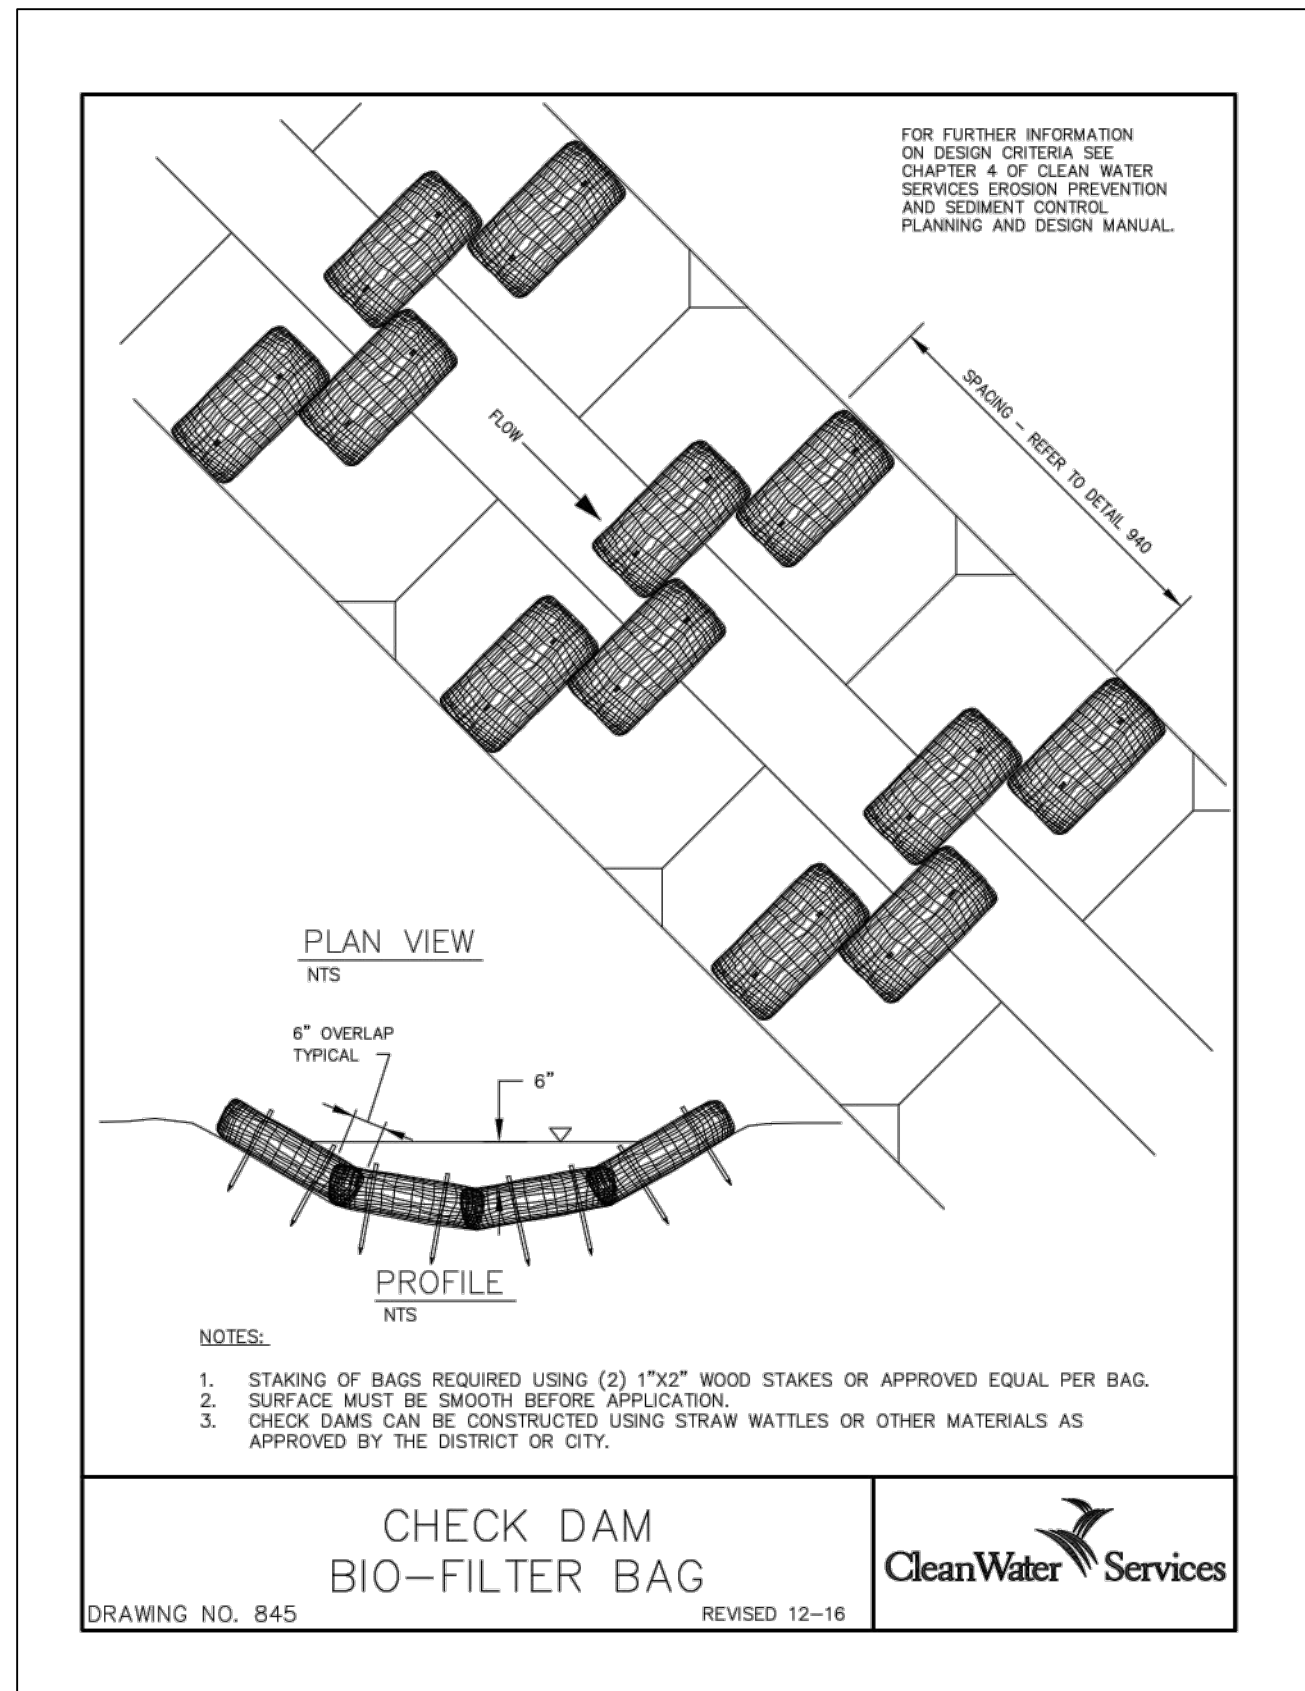 FOR FURTHER INFORMATION
ON DESIGN CRITERIA SEE
CHAPTER 4 OF CLEAN WATER
SERVICES EROSION PREVENTION
AND SEDIMENT CONTROL
PLANNING AND DESIGN MANUAL.
SPACING - REFER TO DETAIL 940
FLOW
PLAN VIEW
NTS
6" OVERLAP
TYPICAL
6"
PROFILE
NTS
NOTES:
1. STAKING OF BAGS REQUIRED USING (2) 1"X2" WOOD STAKES OR APPROVED EQUAL PER BAG.
2. SURFACE MUST BE SMOOTH BEFORE APPLICATION.
3. CHECK DAMS CAN BE CONSTRUCTED USING STRAW WATTLES OR OTHER MATERIALS AS
APPROVED BY THE DISTRICT OR CITY.
CHECK DAM
BIO-FILTER BAG
DRAWING NO. 845
REVISED 12-16
CleanWater Services